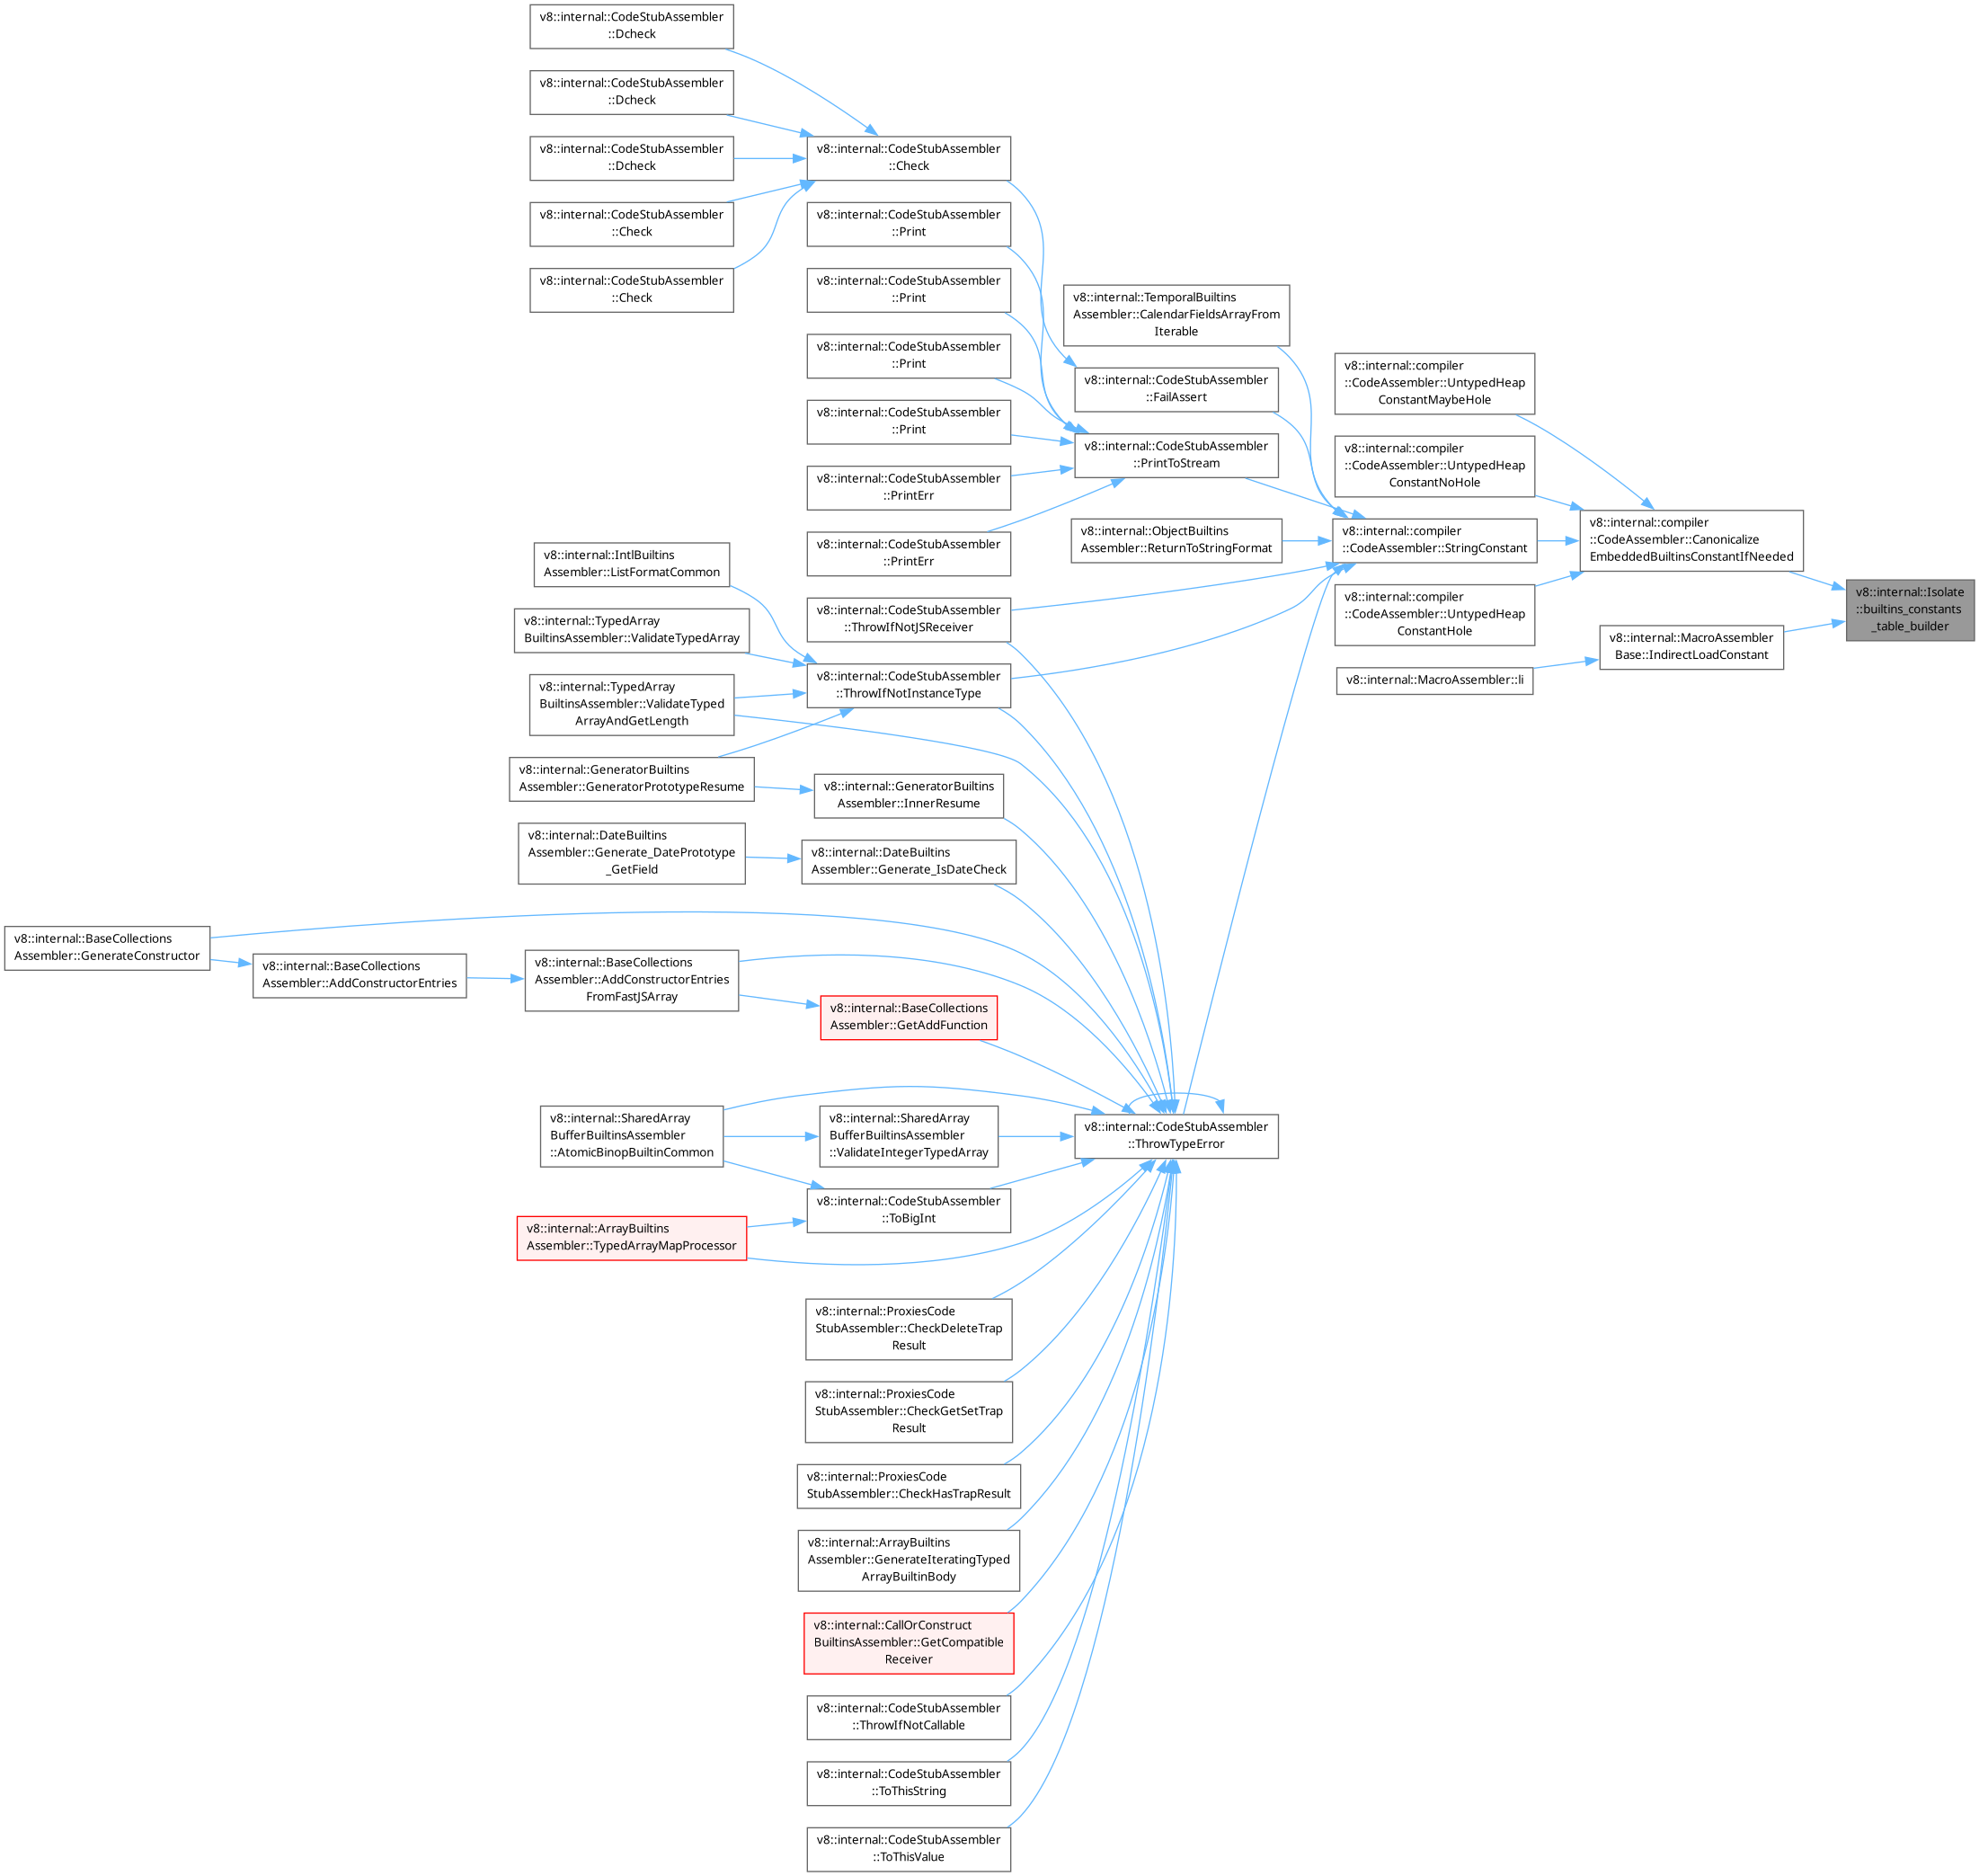 v8::internal::CodeStubAssembler
::Dcheck
v8::internal::CodeStubAssembler
::Dcheck
v8::internal::CodeStubAssembler
::Dcheck
v8::internal::CodeStubAssembler
::Check
v8::internal::CodeStubAssembler
::Check
v8::internal::CodeStubAssembler
::Check
v8::internal::CodeStubAssembler
::Print
v8::internal::CodeStubAssembler
::Print
v8::internal::CodeStubAssembler
::Print
v8::internal::CodeStubAssembler
::Print
v8::internal::CodeStubAssembler
::PrintErr
v8::internal::CodeStubAssembler
::PrintErr
v8::internal::TemporalBuiltins
Assembler::CalendarFieldsArrayFrom
Iterable
v8::internal::CodeStubAssembler
::FailAssert
v8::internal::CodeStubAssembler
::PrintToStream
v8::internal::ObjectBuiltins
Assembler::ReturnToStringFormat
v8::internal::compiler
::CodeAssembler::UntypedHeap
ConstantMaybeHole
v8::internal::compiler
::CodeAssembler::UntypedHeap
ConstantNoHole
v8::internal::compiler
::CodeAssembler::StringConstant
v8::internal::compiler
::CodeAssembler::UntypedHeap
ConstantHole
v8::internal::MacroAssembler::li
v8::internal::compiler
::CodeAssembler::Canonicalize
EmbeddedBuiltinsConstantIfNeeded
v8::internal::MacroAssembler
Base::IndirectLoadConstant
v8::internal::Isolate
::builtins_constants
_table_builder
v8::internal::IntlBuiltins
Assembler::ListFormatCommon
v8::internal::TypedArray
BuiltinsAssembler::ValidateTypedArray
v8::internal::TypedArray
BuiltinsAssembler::ValidateTyped
ArrayAndGetLength
v8::internal::GeneratorBuiltins
Assembler::GeneratorPrototypeResume
v8::internal::DateBuiltins
Assembler::Generate_DatePrototype
_GetField
v8::internal::CodeStubAssembler
::ThrowIfNotJSReceiver
v8::internal::CodeStubAssembler
::ThrowIfNotInstanceType
v8::internal::GeneratorBuiltins
Assembler::InnerResume
v8::internal::DateBuiltins
Assembler::Generate_IsDateCheck
v8::internal::BaseCollections
Assembler::GenerateConstructor
v8::internal::BaseCollections
Assembler::AddConstructorEntries
v8::internal::BaseCollections
Assembler::AddConstructorEntries
FromFastJSArray
v8::internal::BaseCollections
Assembler::GetAddFunction
v8::internal::SharedArray
BufferBuiltinsAssembler
::AtomicBinopBuiltinCommon
v8::internal::SharedArray
BufferBuiltinsAssembler
::ValidateIntegerTypedArray
v8::internal::CodeStubAssembler
::ThrowTypeError
v8::internal::CodeStubAssembler
::ToBigInt
v8::internal::ArrayBuiltins
Assembler::TypedArrayMapProcessor
v8::internal::ProxiesCode
StubAssembler::CheckDeleteTrap
Result
v8::internal::ProxiesCode
StubAssembler::CheckGetSetTrap
Result
v8::internal::ProxiesCode
StubAssembler::CheckHasTrapResult
v8::internal::ArrayBuiltins
Assembler::GenerateIteratingTyped
ArrayBuiltinBody
v8::internal::CallOrConstruct
BuiltinsAssembler::GetCompatible
Receiver
v8::internal::CodeStubAssembler
::ThrowIfNotCallable
v8::internal::CodeStubAssembler
::ToThisString
v8::internal::CodeStubAssembler
::ToThisValue